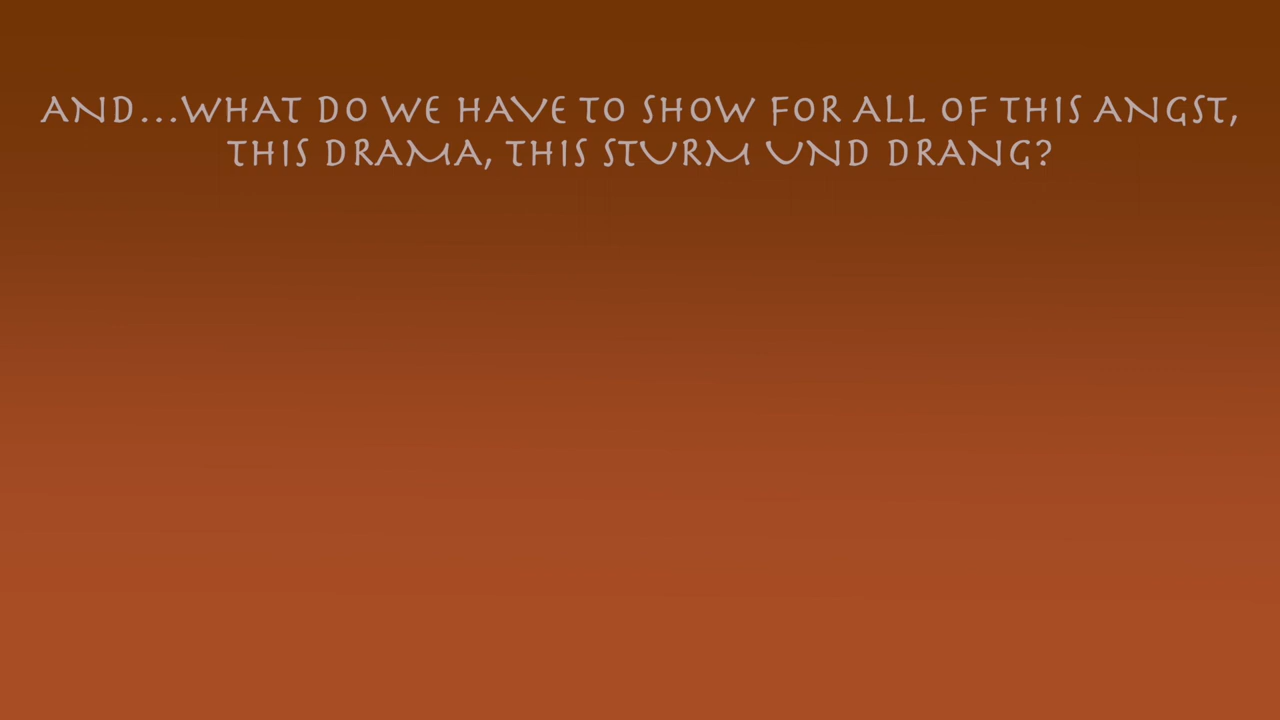 AND...WHAT DO WE HAVE TO SHOW FOR ALL OF THIS ANGST,
THIS DRAMA, THIS STURM UND DRANG?